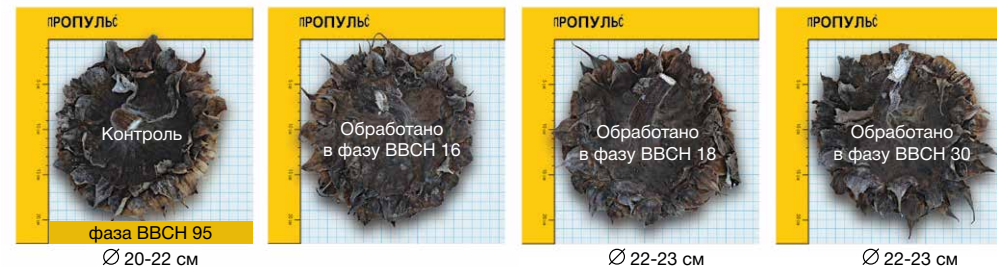 ПРОПУЛЬС
ПРОПУЛЬС
ПРОПУЛЬС
ПРОПУЛЬС
Контроль
Обработано
в фазу ВВСН 16
Обработано
в фазу ВВСН 18
Обработано
в фазу ВВСН 30
фаза ВВСН 95
∅ 20-22 см
∅ 22-23 см
∅ 22-23 см